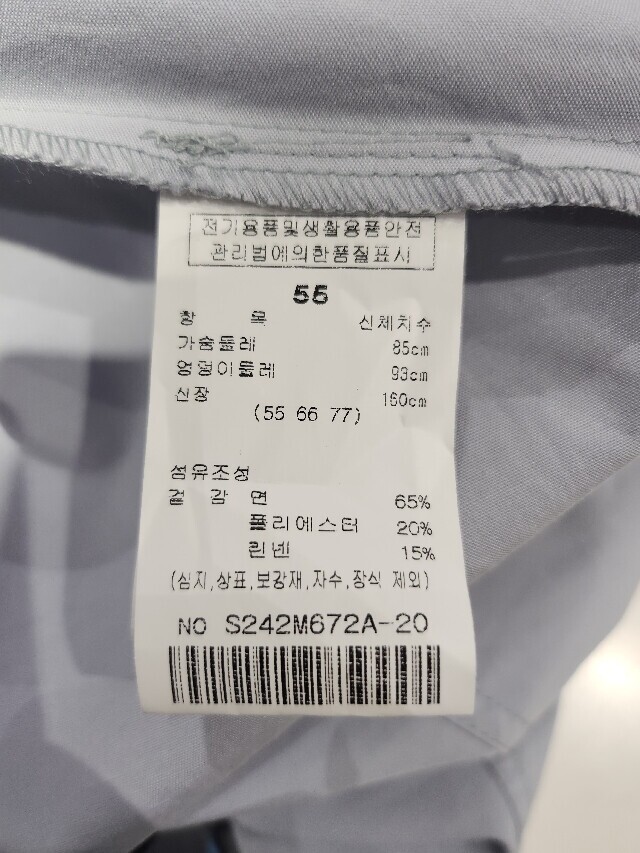 전기용품및생활용품안전
관리법에의한품질표시
55
항 목 신체치수
가슴둘레 85cm
엉덩이둘레 93cm
신장 160cm
(55 66 77)
섬유조성
겉 감 면 65%
폴리에스터 20%
린넨 15%
(심지,상표,보강재,자수,장식 제외)
NO S242M672A-20